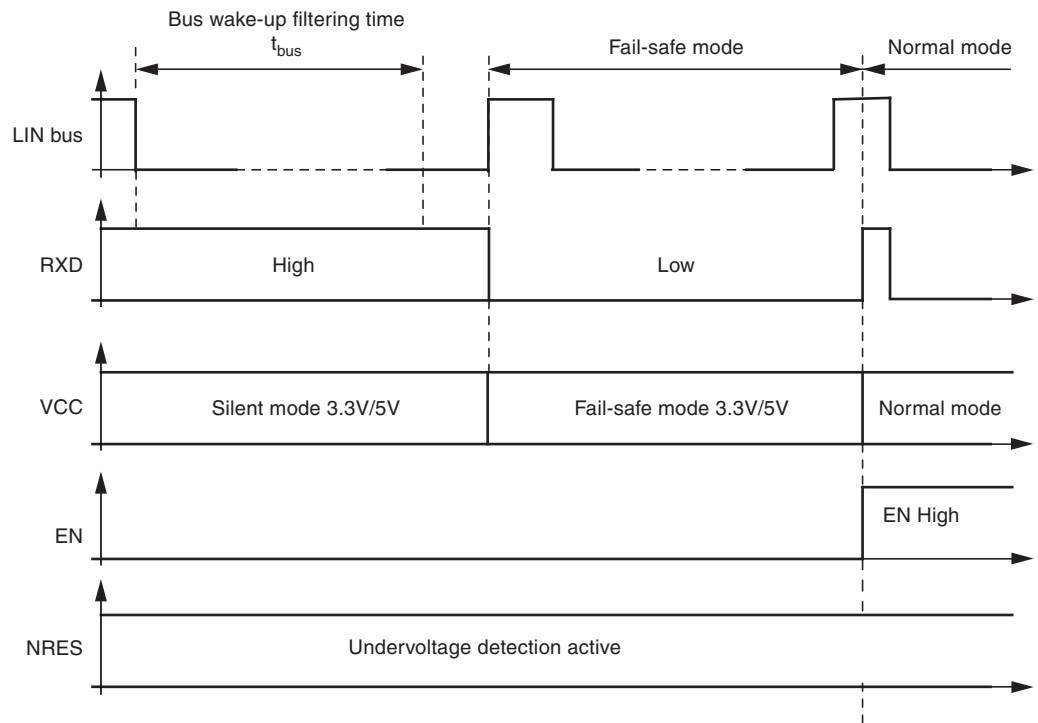 Bus wake-up filtering time
tbus
Fail-safe mode
Normal mode
LIN bus
RXD
High
Low
VCC
Silent mode 3.3V/5V
Fail-safe mode 3.3V/5V
Normal mode
EN
EN High
NRES
Undervoltage detection active